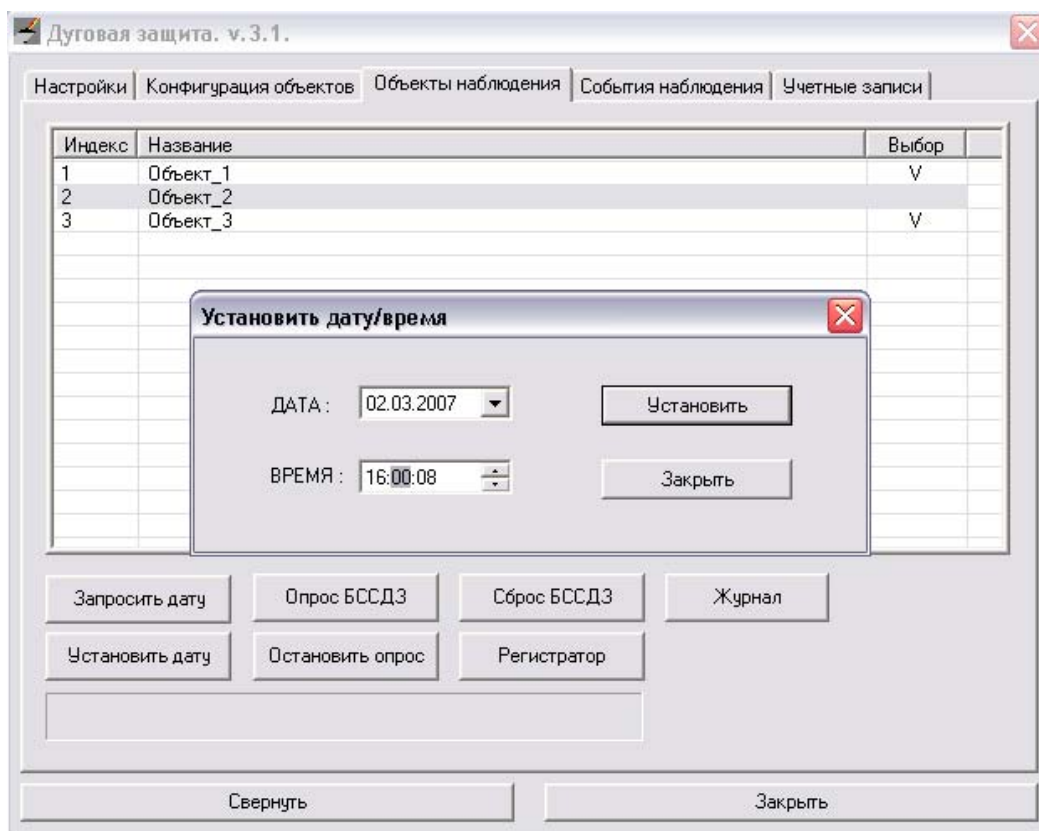 Дуговая защита. v.3.1.
Настройки Конфигурация объектов Объекты наблюдения События наблюдения Учетные записи
Индекс Название Выбор
1 Объект_1 V
2 Объект_2
3 Объект_3 V
Установить дату/время
ДАТА : 02.03.2007 Установить
ВРЕМЯ : 16:00:08 Закрыть
Запросить дату Опрос БССДЗ Сброс БССДЗ Журнал
Установить дату Остановить опрос Регистратор
Свернуть Закрыть